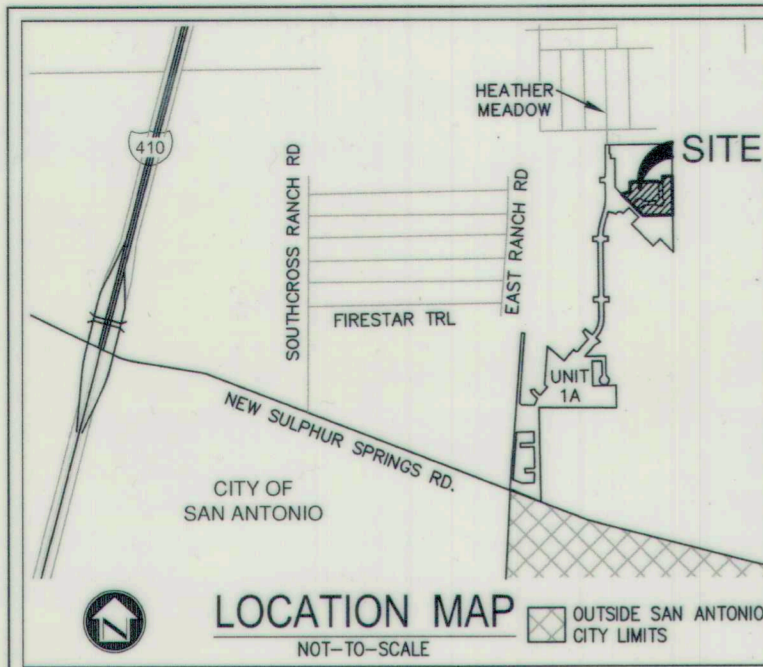 HEATHER
MEADOW
SITE
410
SOUTHCROSS RANCH RD
EAST RANCH RD
FIRESTAR TRL
UNIT
1A
NEW SULPHUR SPRINGS RD.
CITY OF
SAN ANTONIO
N
LOCATION MAP
NOT-TO-SCALE
OUTSIDE SAN ANTONIO
CITY LIMITS